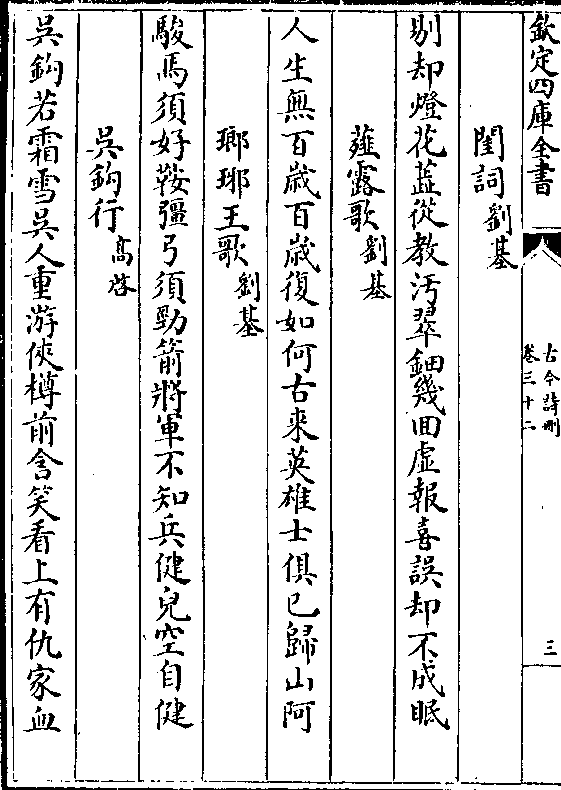 欽定四庫全書
古今詩刪
卷三十二
三
閨詞劉基
剔却燈花蘂從教汚翠鈿幾回虛報喜誤却不成眠
薤露歌劉基
人生無百歲百歲復如何古來英雄士俱已歸山阿
瑯琊王歌劉基
駿馬須好鞍彊弓須勁箭將軍不知兵健兒空自健
吳鈎行髙啓
吳鈎若霜雪吳人重游俠樽前含笑看上有仇家血